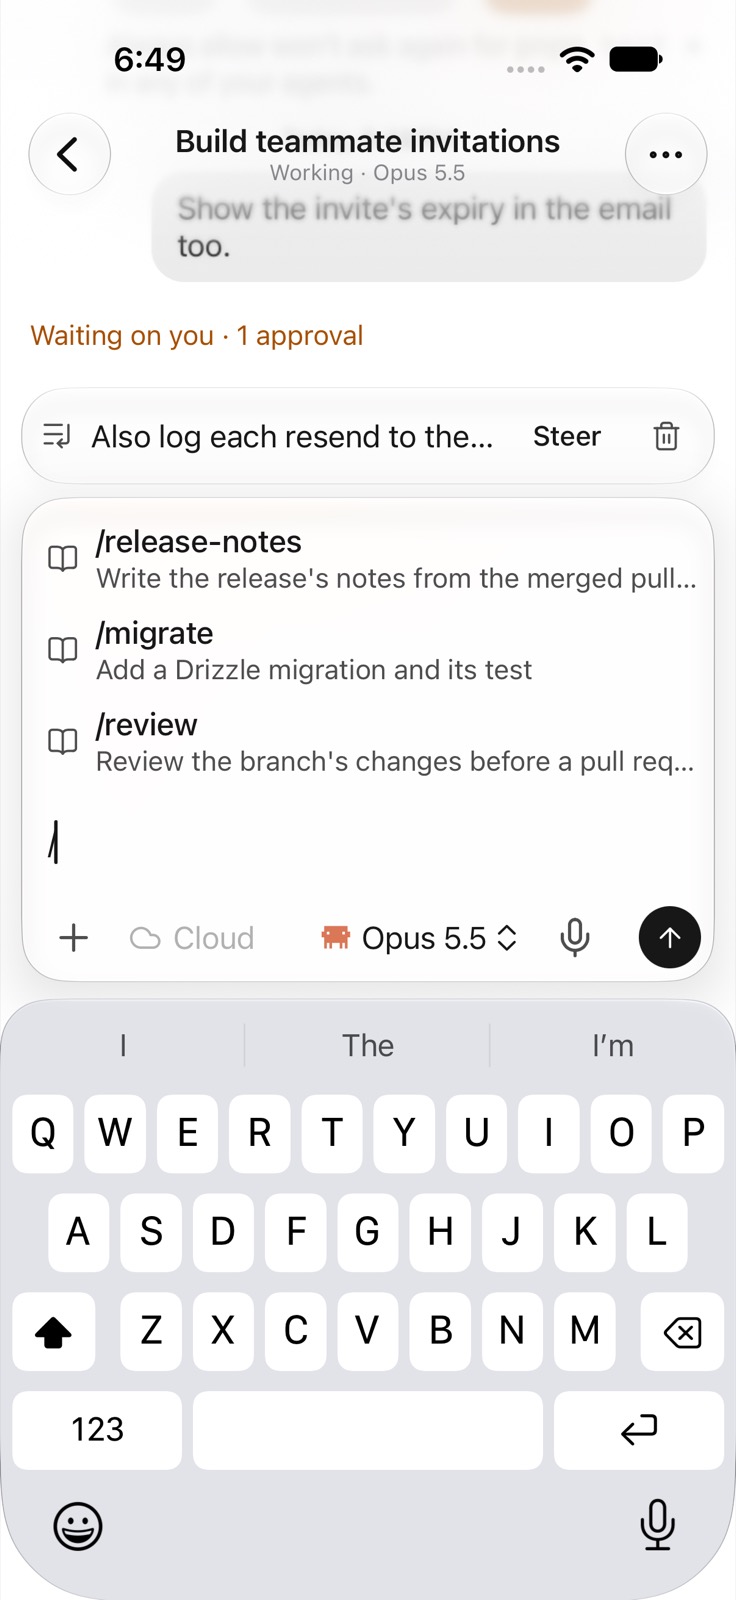 6:49
Build teammate invitations
Working · Opus 5.5
Show the invite's expiry in the email
too.
Waiting on you · 1 approval
Also log each resend to the... Steer
/release-notes
Write the release's notes from the merged pull...
/migrate
Add a Drizzle migration and its test
/review
Review the branch's changes before a pull req...
/
Cloud Opus 5.5
I The I'm
Q W E R T Y U I O P
A S D F G H J K L
Z X C V B N M
123